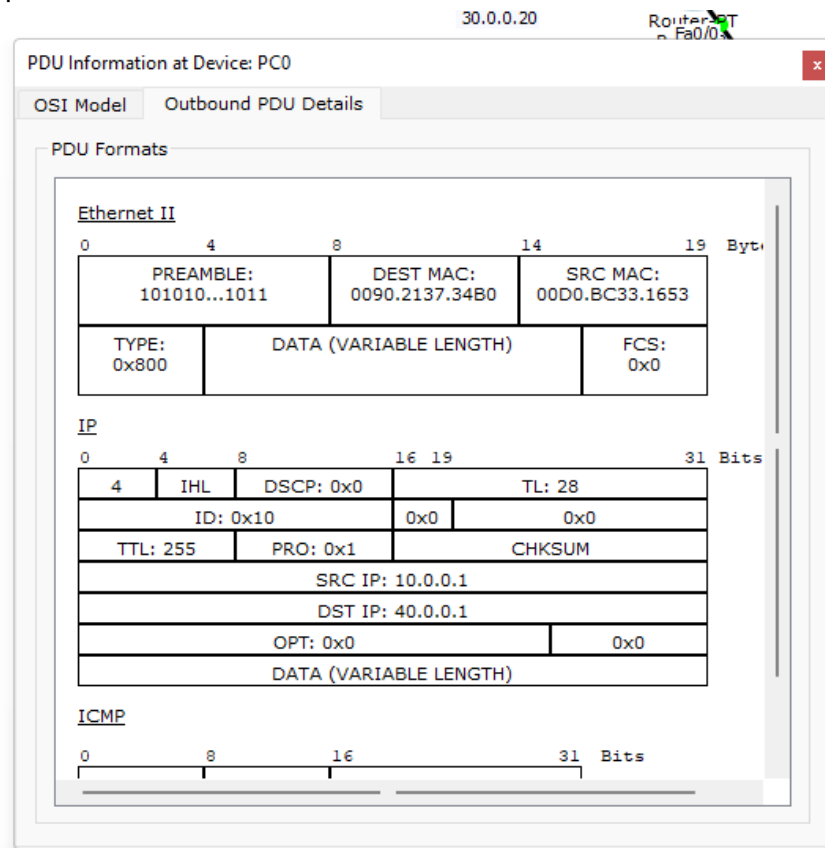 30.0.0.20
Fa0/0
PDU Information at Device: PC0
x
OSI Model Outbound PDU Details
PDU Formats
Ethernet II
0 4 8 14 19
PREAMBLE: DEST MAC: SRC MAC:
101010...1011 0090.2137.34B0 00D0.BC33.1653
TYPE: DATA (VARIABLE LENGTH) FCS:
0x800 0x0
IP
0 4 8 16 19 31 Bits
4 IHL DSCP: 0x0 TL: 28
ID: 0x10 0x0 0x0
TTL: 255 PRO: 0x1 CHKSUM
SRC IP: 10.0.0.1
DST IP: 40.0.0.1
OPT: 0x0 0x0
DATA (VARIABLE LENGTH)
ICMP
0 8 16 31 Bits